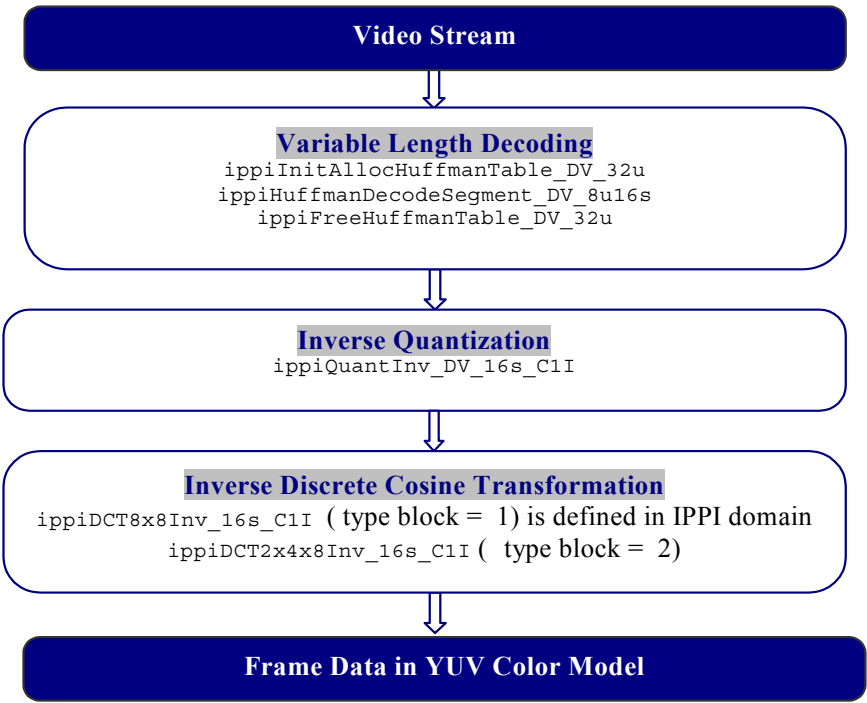 Video Stream
Variable Length Decoding
ippiInitAllocHuffmanTable_DV_32u
ippiHuffmanDecodeSegment_DV_8u16s
ippiFreeHuffmanTable_DV_32u
Inverse Quantization
ippiQuantInv_DV_16s_C1I
Inverse Discrete Cosine Transformation
ippiDCT8x8Inv_16s_C1I ( type block = 1) is defined in IPPI domain
ippiDCT2x4x8Inv_16s_C1I ( type block = 2)
Frame Data in YUV Color Model